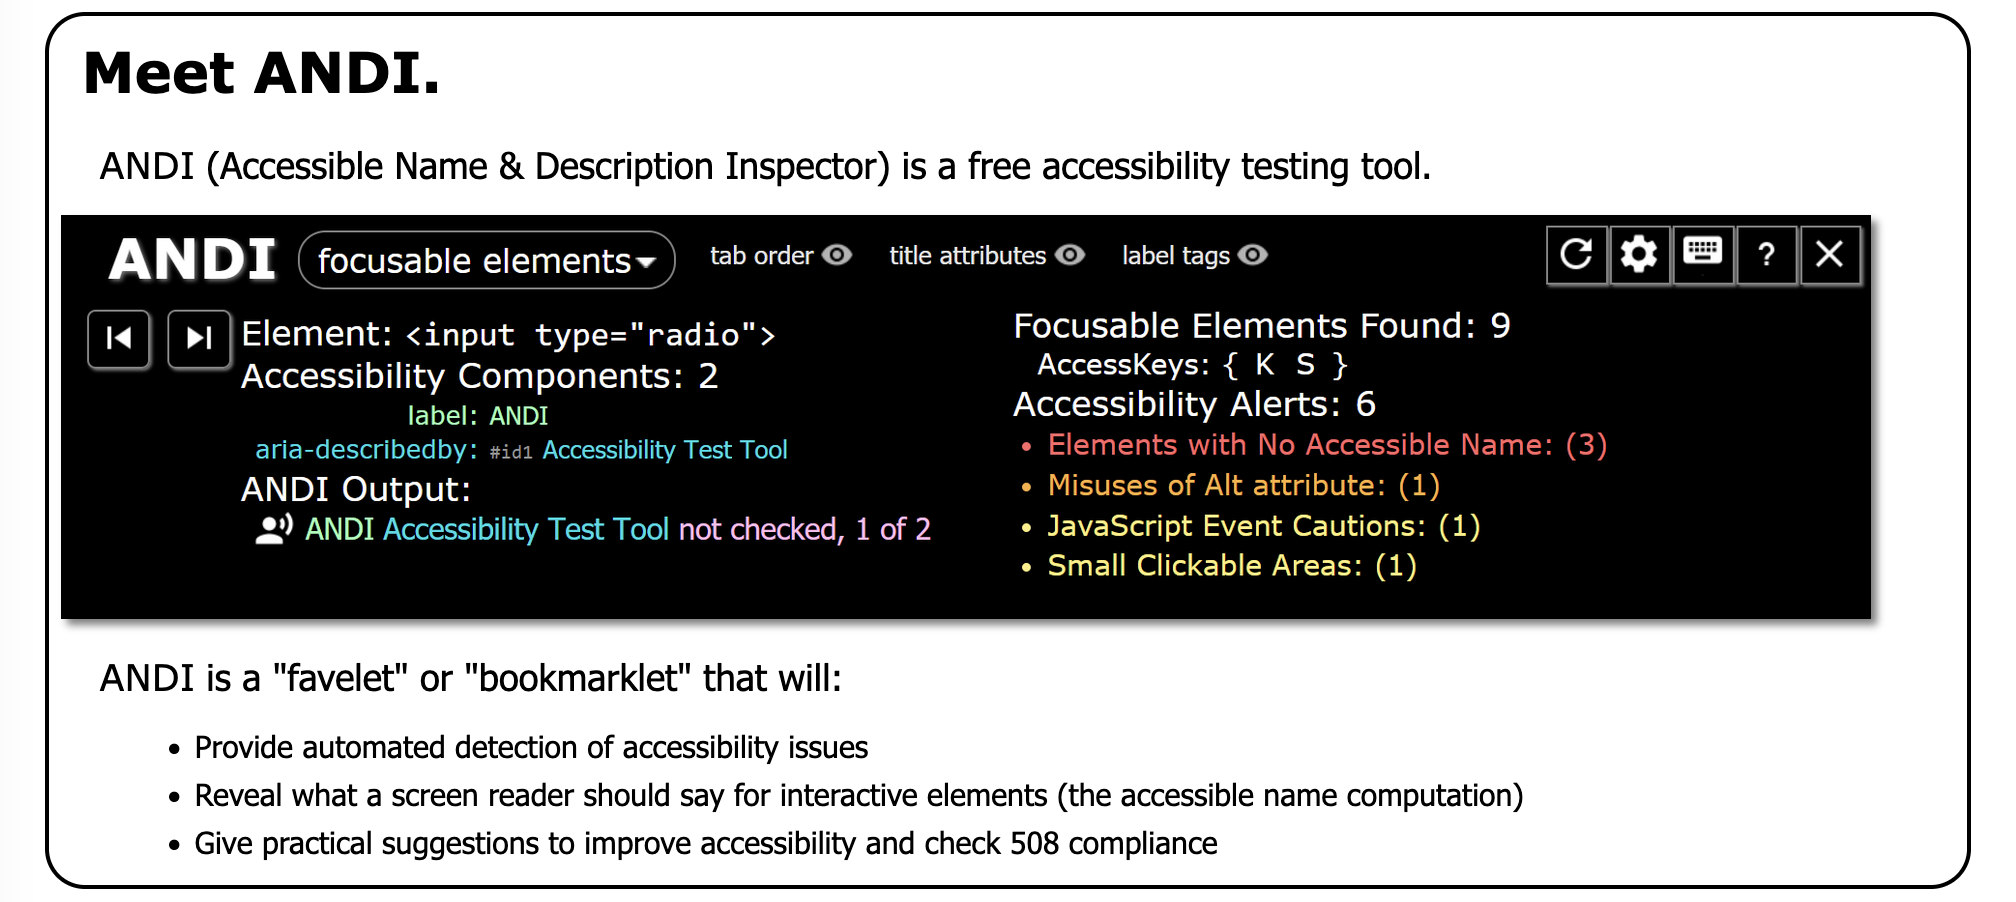 Meet ANDI.
ANDI (Accessible Name & Description Inspector) is a free accessibility testing tool.
ANDI focusable elements tab order title attributes label tags ?
Element: <input type="radio">
Accessibility Components: 2
label: ANDI
aria-describedby: #id1 Accessibility Test Tool
ANDI Output:
ANDI Accessibility Test Tool not checked, 1 of 2
Focusable Elements Found: 9
AccessKeys: { K S }
Accessibility Alerts: 6
• Elements with No Accessible Name: (3)
• Misuses of Alt attribute: (1)
• JavaScript Event Cautions: (1)
• Small Clickable Areas: (1)
ANDI is a "favelet" or "bookmarklet" that will:
• Provide automated detection of accessibility issues
• Reveal what a screen reader should say for interactive elements (the accessible name computation)
• Give practical suggestions to improve accessibility and check 508 compliance